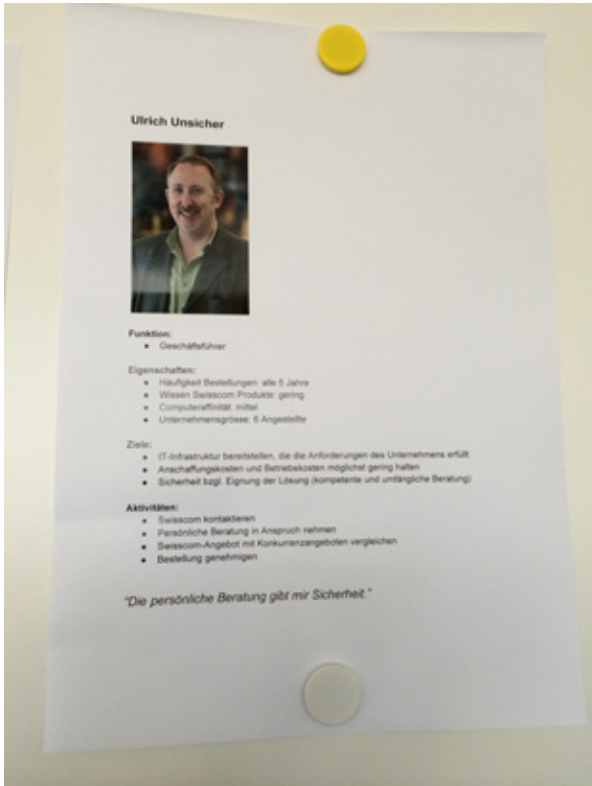 Ulrich Unsicher
Funktion:
● Geschäftsführer
Eigenschaften:
● Häufigkeit Bestellungen: alle 5 Jahre
● Wissen Swisscom Produkte: gering
● Computeraffinität: mittel
● Unternehmensgrösse: 6 Angestellte
Ziele:
● IT-Infrastruktur bereitstellen, die die Anforderungen des Unternehmens erfüllt
● Anschaffungskosten und Betriebskosten möglichst gering halten
● Sicherheit bzgl. Eignung der Lösung (kompetente und umfängliche Beratung)
Aktivitäten:
● Swisscom kontaktieren
● Persönliche Beratung in Anspruch nehmen
● Swisscom-Angebot mit Konkurrenzangeboten vergleichen
● Bestellung genehmigen
"Die persönliche Beratung gibt mir Sicherheit."